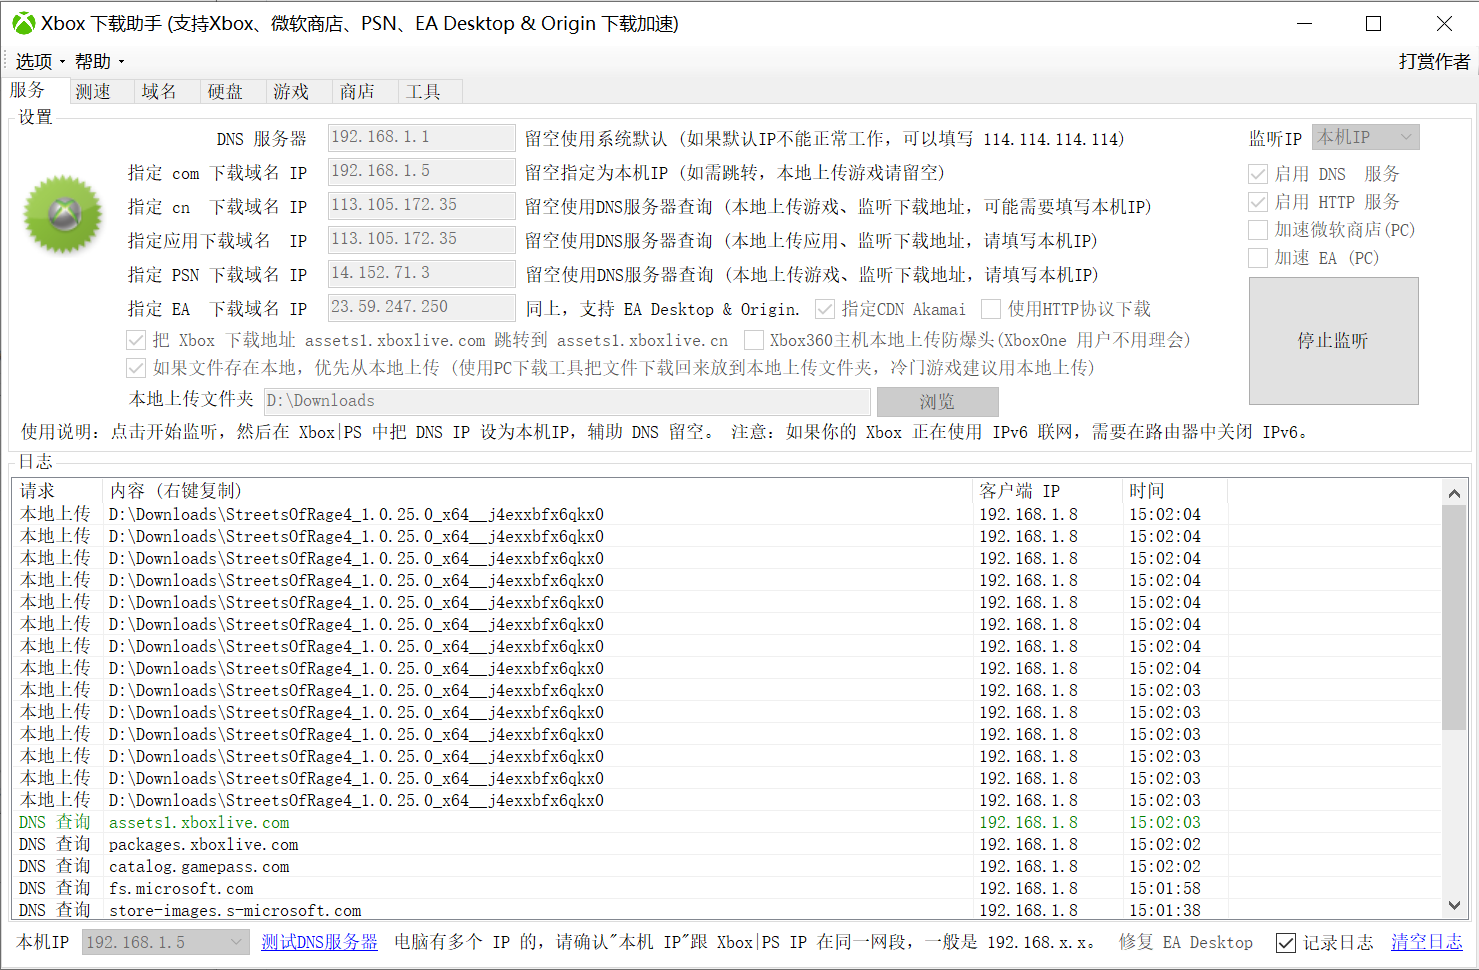 Xbox 下载助手 (支持Xbox、微软商店、PSN、EA Desktop & Origin 下载加速)
选项 帮助 打赏作者
服务 测速 域名 硬盘 游戏 商店 工具
设置
DNS 服务器 192.168.1.1 留空使用系统默认 (如果默认IP不能正常工作，可以填写 114.114.114.114) 监听IP 本机IP
指定 com 下载域名 IP 192.168.1.5 留空指定为本机IP (如需跳转，本地上传游戏请留空) 启用 DNS 服务
指定 cn 下载域名 IP 113.105.172.35 留空使用DNS服务器查询 (本地上传游戏、监听下载地址，可能需要填写本机IP) 启用 HTTP 服务
指定应用下载域名 IP 113.105.172.35 留空使用DNS服务器查询 (本地上传应用、监听下载地址，请填写本机IP) 加速微软商店(PC)
指定 PSN 下载域名 IP 14.152.71.3 留空使用DNS服务器查询 (本地上传游戏、监听下载地址，请填写本机IP) 加速 EA (PC)
指定 EA 下载域名 IP 23.59.247.250 同上，支持 EA Desktop & Origin. 指定CDN Akamai 使用HTTP协议下载
把 Xbox 下载地址 assets1.xboxlive.com 跳转到 assets1.xboxlive.cn Xbox360主机本地上传防爆头(XboxOne 用户不用理会) 停止监听
如果文件存在本地，优先从本地上传 (使用PC下载工具把文件下载回来放到本地上传文件夹，冷门游戏建议用本地上传)
本地上传文件夹 D:\Downloads 浏览
使用说明：点击开始监听，然后在 Xbox|PS 中把 DNS IP 设为本机IP，辅助 DNS 留空。 注意：如果你的 Xbox 正在使用 IPv6 联网，需要在路由器中关闭 IPv6。
日志
请求 内容 (右键复制) 客户端 IP 时间
本地上传 D:\Downloads\StreetsOfRage4_1.0.25.0_x64__j4exxbfx6qkx0 192.168.1.8 15:02:04
本地上传 D:\Downloads\StreetsOfRage4_1.0.25.0_x64__j4exxbfx6qkx0 192.168.1.8 15:02:04
本地上传 D:\Downloads\StreetsOfRage4_1.0.25.0_x64__j4exxbfx6qkx0 192.168.1.8 15:02:04
本地上传 D:\Downloads\StreetsOfRage4_1.0.25.0_x64__j4exxbfx6qkx0 192.168.1.8 15:02:04
本地上传 D:\Downloads\StreetsOfRage4_1.0.25.0_x64__j4exxbfx6qkx0 192.168.1.8 15:02:04
本地上传 D:\Downloads\StreetsOfRage4_1.0.25.0_x64__j4exxbfx6qkx0 192.168.1.8 15:02:04
本地上传 D:\Downloads\StreetsOfRage4_1.0.25.0_x64__j4exxbfx6qkx0 192.168.1.8 15:02:04
本地上传 D:\Downloads\StreetsOfRage4_1.0.25.0_x64__j4exxbfx6qkx0 192.168.1.8 15:02:04
本地上传 D:\Downloads\StreetsOfRage4_1.0.25.0_x64__j4exxbfx6qkx0 192.168.1.8 15:02:03
本地上传 D:\Downloads\StreetsOfRage4_1.0.25.0_x64__j4exxbfx6qkx0 192.168.1.8 15:02:03
本地上传 D:\Downloads\StreetsOfRage4_1.0.25.0_x64__j4exxbfx6qkx0 192.168.1.8 15:02:03
本地上传 D:\Downloads\StreetsOfRage4_1.0.25.0_x64__j4exxbfx6qkx0 192.168.1.8 15:02:03
本地上传 D:\Downloads\StreetsOfRage4_1.0.25.0_x64__j4exxbfx6qkx0 192.168.1.8 15:02:03
本地上传 D:\Downloads\StreetsOfRage4_1.0.25.0_x64__j4exxbfx6qkx0 192.168.1.8 15:02:03
DNS 查询 assets1.xboxlive.com 192.168.1.8 15:02:03
DNS 查询 packages.xboxlive.com 192.168.1.8 15:02:02
DNS 查询 catalog.gamepass.com 192.168.1.8 15:02:02
DNS 查询 fs.microsoft.com 192.168.1.8 15:01:58
DNS 查询 store-images.s-microsoft.com 192.168.1.8 15:01:38
本机IP 192.168.1.5 测试DNS服务器 电脑有多个 IP 的，请确认"本机 IP"跟 Xbox|PS IP 在同一网段，一般是 192.168.x.x。 修复 EA Desktop 记录日志 清空日志